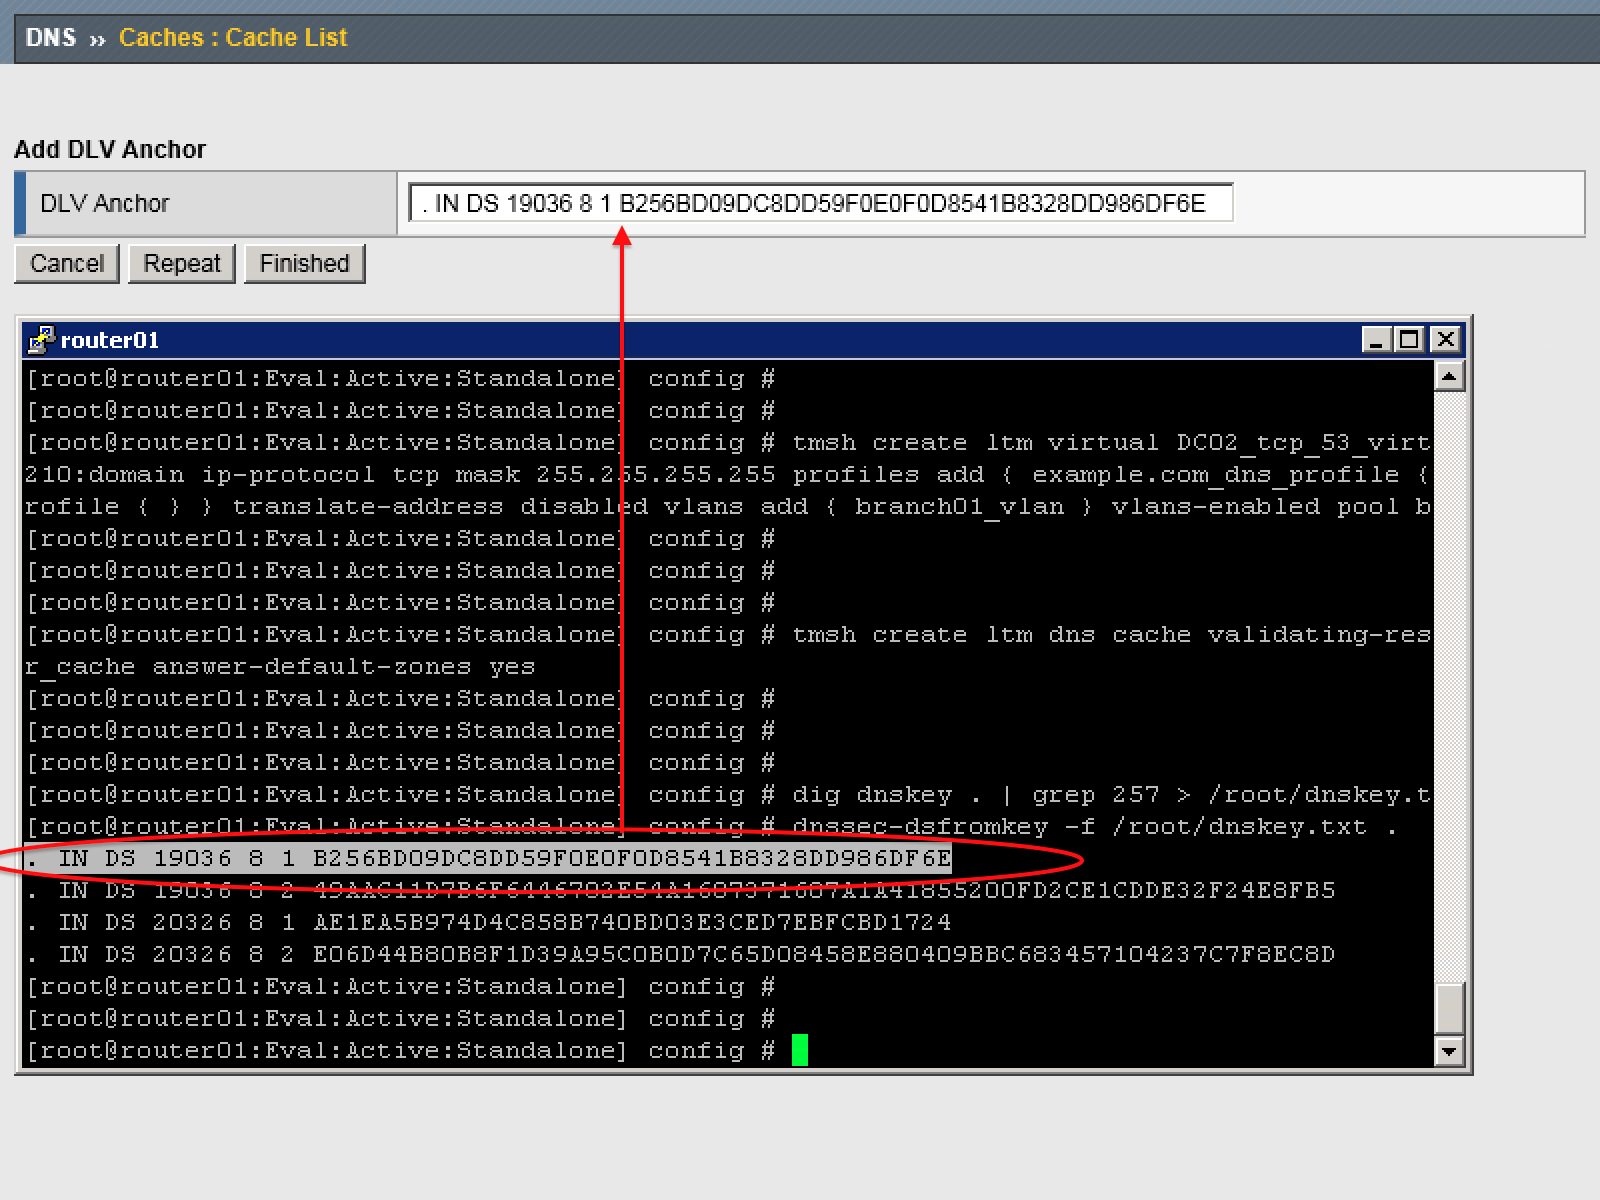 DNS » Caches : Cache List
Add DLV Anchor
DLV Anchor
. IN DS 19036 8 1 B256BD09DC8DD59F0E0F0D8541B8328DD986DF6E
Cancel Repeat Finished
router01
[root@router01:Eval:Active:Standalone] config #
[root@router01:Eval:Active:Standalone] config #
[root@router01:Eval:Active:Standalone] config # tmsh create ltm virtual DC02_tcp_53_virt
210:domain ip-protocol tcp mask 255.255.255.255 profiles add { example.com_dns_profile {
rofile { } } translate-address disabled vlans add { branch01_vlan } vlans-enabled pool b
[root@router01:Eval:Active:Standalone] config #
[root@router01:Eval:Active:Standalone] config #
[root@router01:Eval:Active:Standalone] config #
[root@router01:Eval:Active:Standalone] config # tmsh create ltm dns cache validating-res
r_cache answer-default-zones yes
[root@router01:Eval:Active:Standalone] config #
[root@router01:Eval:Active:Standalone] config #
[root@router01:Eval:Active:Standalone] config #
[root@router01:Eval:Active:Standalone] config # dig dnskey . | grep 257 > /root/dnskey.t
[root@router01:Eval:Active:Standalone] config # dnssec-dsfromkey -f /root/dnskey.txt .
. IN DS 19036 8 1 B256BD09DC8DD59F0E0F0D8541B8328DD986DF6E
. IN DS 19036 8 2 49AAC11D7B6F6446702E54A1607371607A1A41855200FD2CE1CDDE32F24E8FB5
. IN DS 20326 8 1 AE1EA5B974D4C858B740BD03E3CED7EBFCBD1724
. IN DS 20326 8 2 E06D44B80B8F1D39A95C0B0D7C65D08458E880409BBC683457104237C7F8EC8D
[root@router01:Eval:Active:Standalone] config #
[root@router01:Eval:Active:Standalone] config #
[root@router01:Eval:Active:Standalone] config #